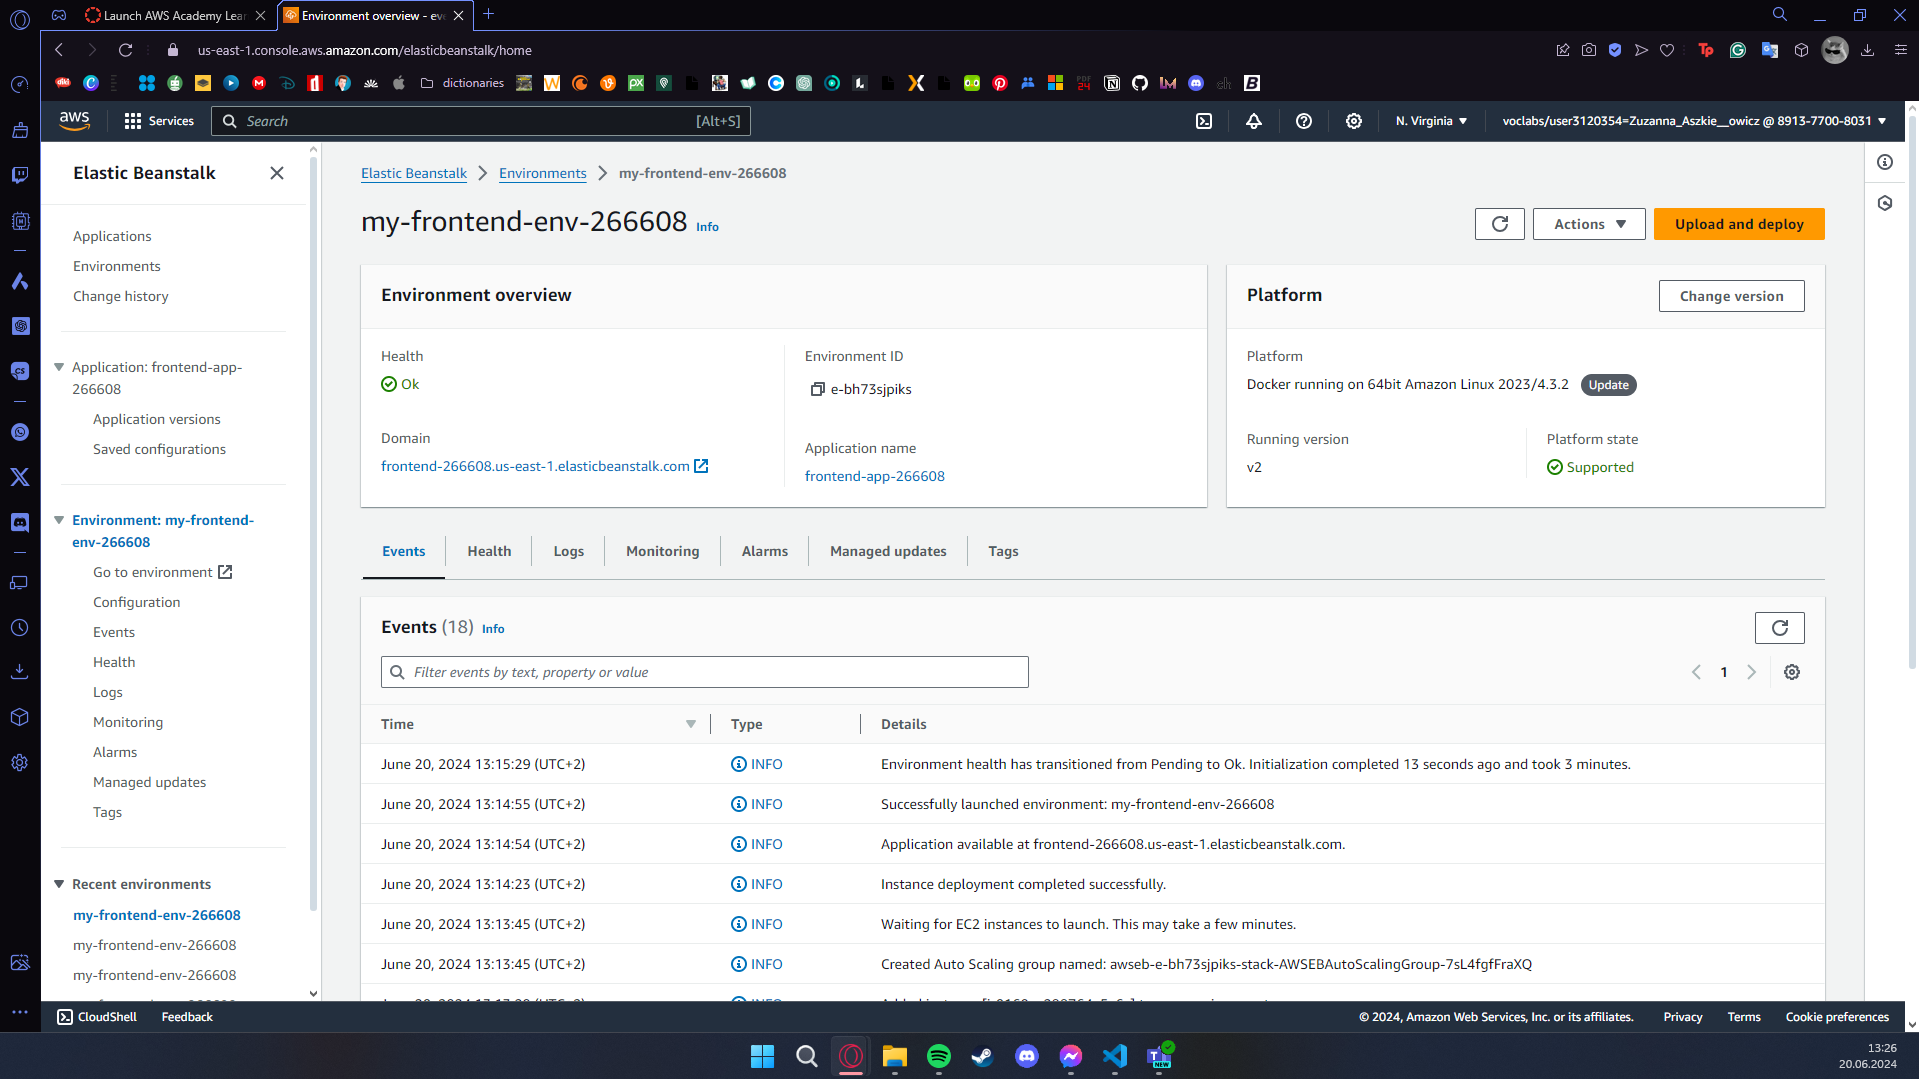 Launch AWS Academy Lear
Environment overview - eve
us-east-1.console.aws.amazon.com/elasticbeanstalk/home
dictionaries
aws
Services
Search
[Alt+S]
N. Virginia
voclabs/user3120354=Zuzanna_Aszkie__owicz @ 8913-7700-8031
Elastic Beanstalk
Applications
Environments
Change history
Application: frontend-app-
266608
Application versions
Saved configurations
Environment: my-frontend-
env-266608
Go to environment
Configuration
Events
Health
Logs
Monitoring
Alarms
Managed updates
Tags
Recent environments
my-frontend-env-266608
my-frontend-env-266608
my-frontend-env-266608
Elastic Beanstalk
Environments
my-frontend-env-266608
my-frontend-env-266608 Info
Actions
Upload and deploy
Environment overview
Health
Ok
Domain
frontend-266608.us-east-1.elasticbeanstalk.com
Environment ID
e-bh73sjpiks
Application name
frontend-app-266608
Platform
Change version
Platform
Docker running on 64bit Amazon Linux 2023/4.3.2 Update
Running version
v2
Platform state
Supported
Events
Health
Logs
Monitoring
Alarms
Managed updates
Tags
Events (18) Info
Filter events by text, property or value
1
Time Type Details
June 20, 2024 13:15:29 (UTC+2) INFO Environment health has transitioned from Pending to Ok. Initialization completed 13 seconds ago and took 3 minutes.
June 20, 2024 13:14:55 (UTC+2) INFO Successfully launched environment: my-frontend-env-266608
June 20, 2024 13:14:54 (UTC+2) INFO Application available at frontend-266608.us-east-1.elasticbeanstalk.com.
June 20, 2024 13:14:23 (UTC+2) INFO Instance deployment completed successfully.
June 20, 2024 13:13:45 (UTC+2) INFO Waiting for EC2 instances to launch. This may take a few minutes.
June 20, 2024 13:13:45 (UTC+2) INFO Created Auto Scaling group named: awseb-e-bh73sjpiks-stack-AWSEBAutoScalingGroup-7sL4fgfFraXQ
CloudShell
Feedback
© 2024, Amazon Web Services, Inc. or its affiliates.
Privacy
Terms
Cookie preferences
13:26
20.06.2024